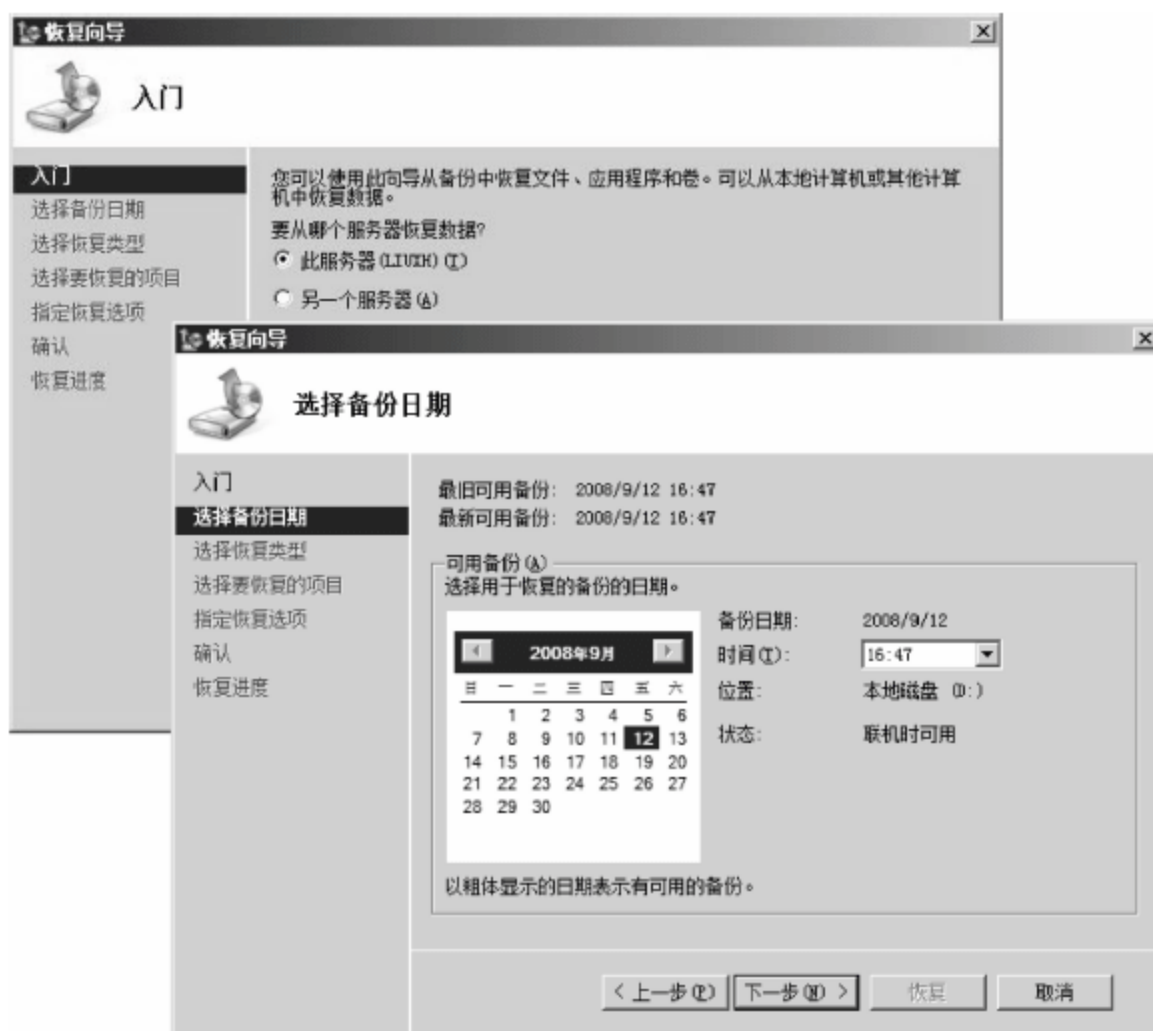 恢复向导
入门
入门
选择备份日期
选择恢复类型
选择要恢复的项目
指定恢复选项
确认
恢复进度
您可以使用此向导从备份中恢复文件、应用程序和卷。可以从本地计算机或其他计算
机中恢复数据。
要从哪个服务器恢复数据?
此服务器(LIUXH)(T)
另一个服务器(A)
恢复向导
选择备份日期
入门
选择备份日期
选择恢复类型
选择要恢复的项目
指定恢复选项
确认
恢复进度
最旧可用备份: 2008/9/12 16:47
最新可用备份: 2008/9/12 16:47
可用备份(A)
选择用于恢复的备份的日期。
2008年9月
日 一 二 三 四 五 六
1 2 3 4 5 6
7 8 9 10 11 12 13
14 15 16 17 18 19 20
21 22 23 24 25 26 27
28 29 30
备份日期: 2008/9/12
时间(T): 16:47
位置: 本地磁盘 (D:)
状态: 联机时可用
以粗体显示的日期表示有可用的备份。
< 上一步(P) 下一步(N) > 恢复 取消